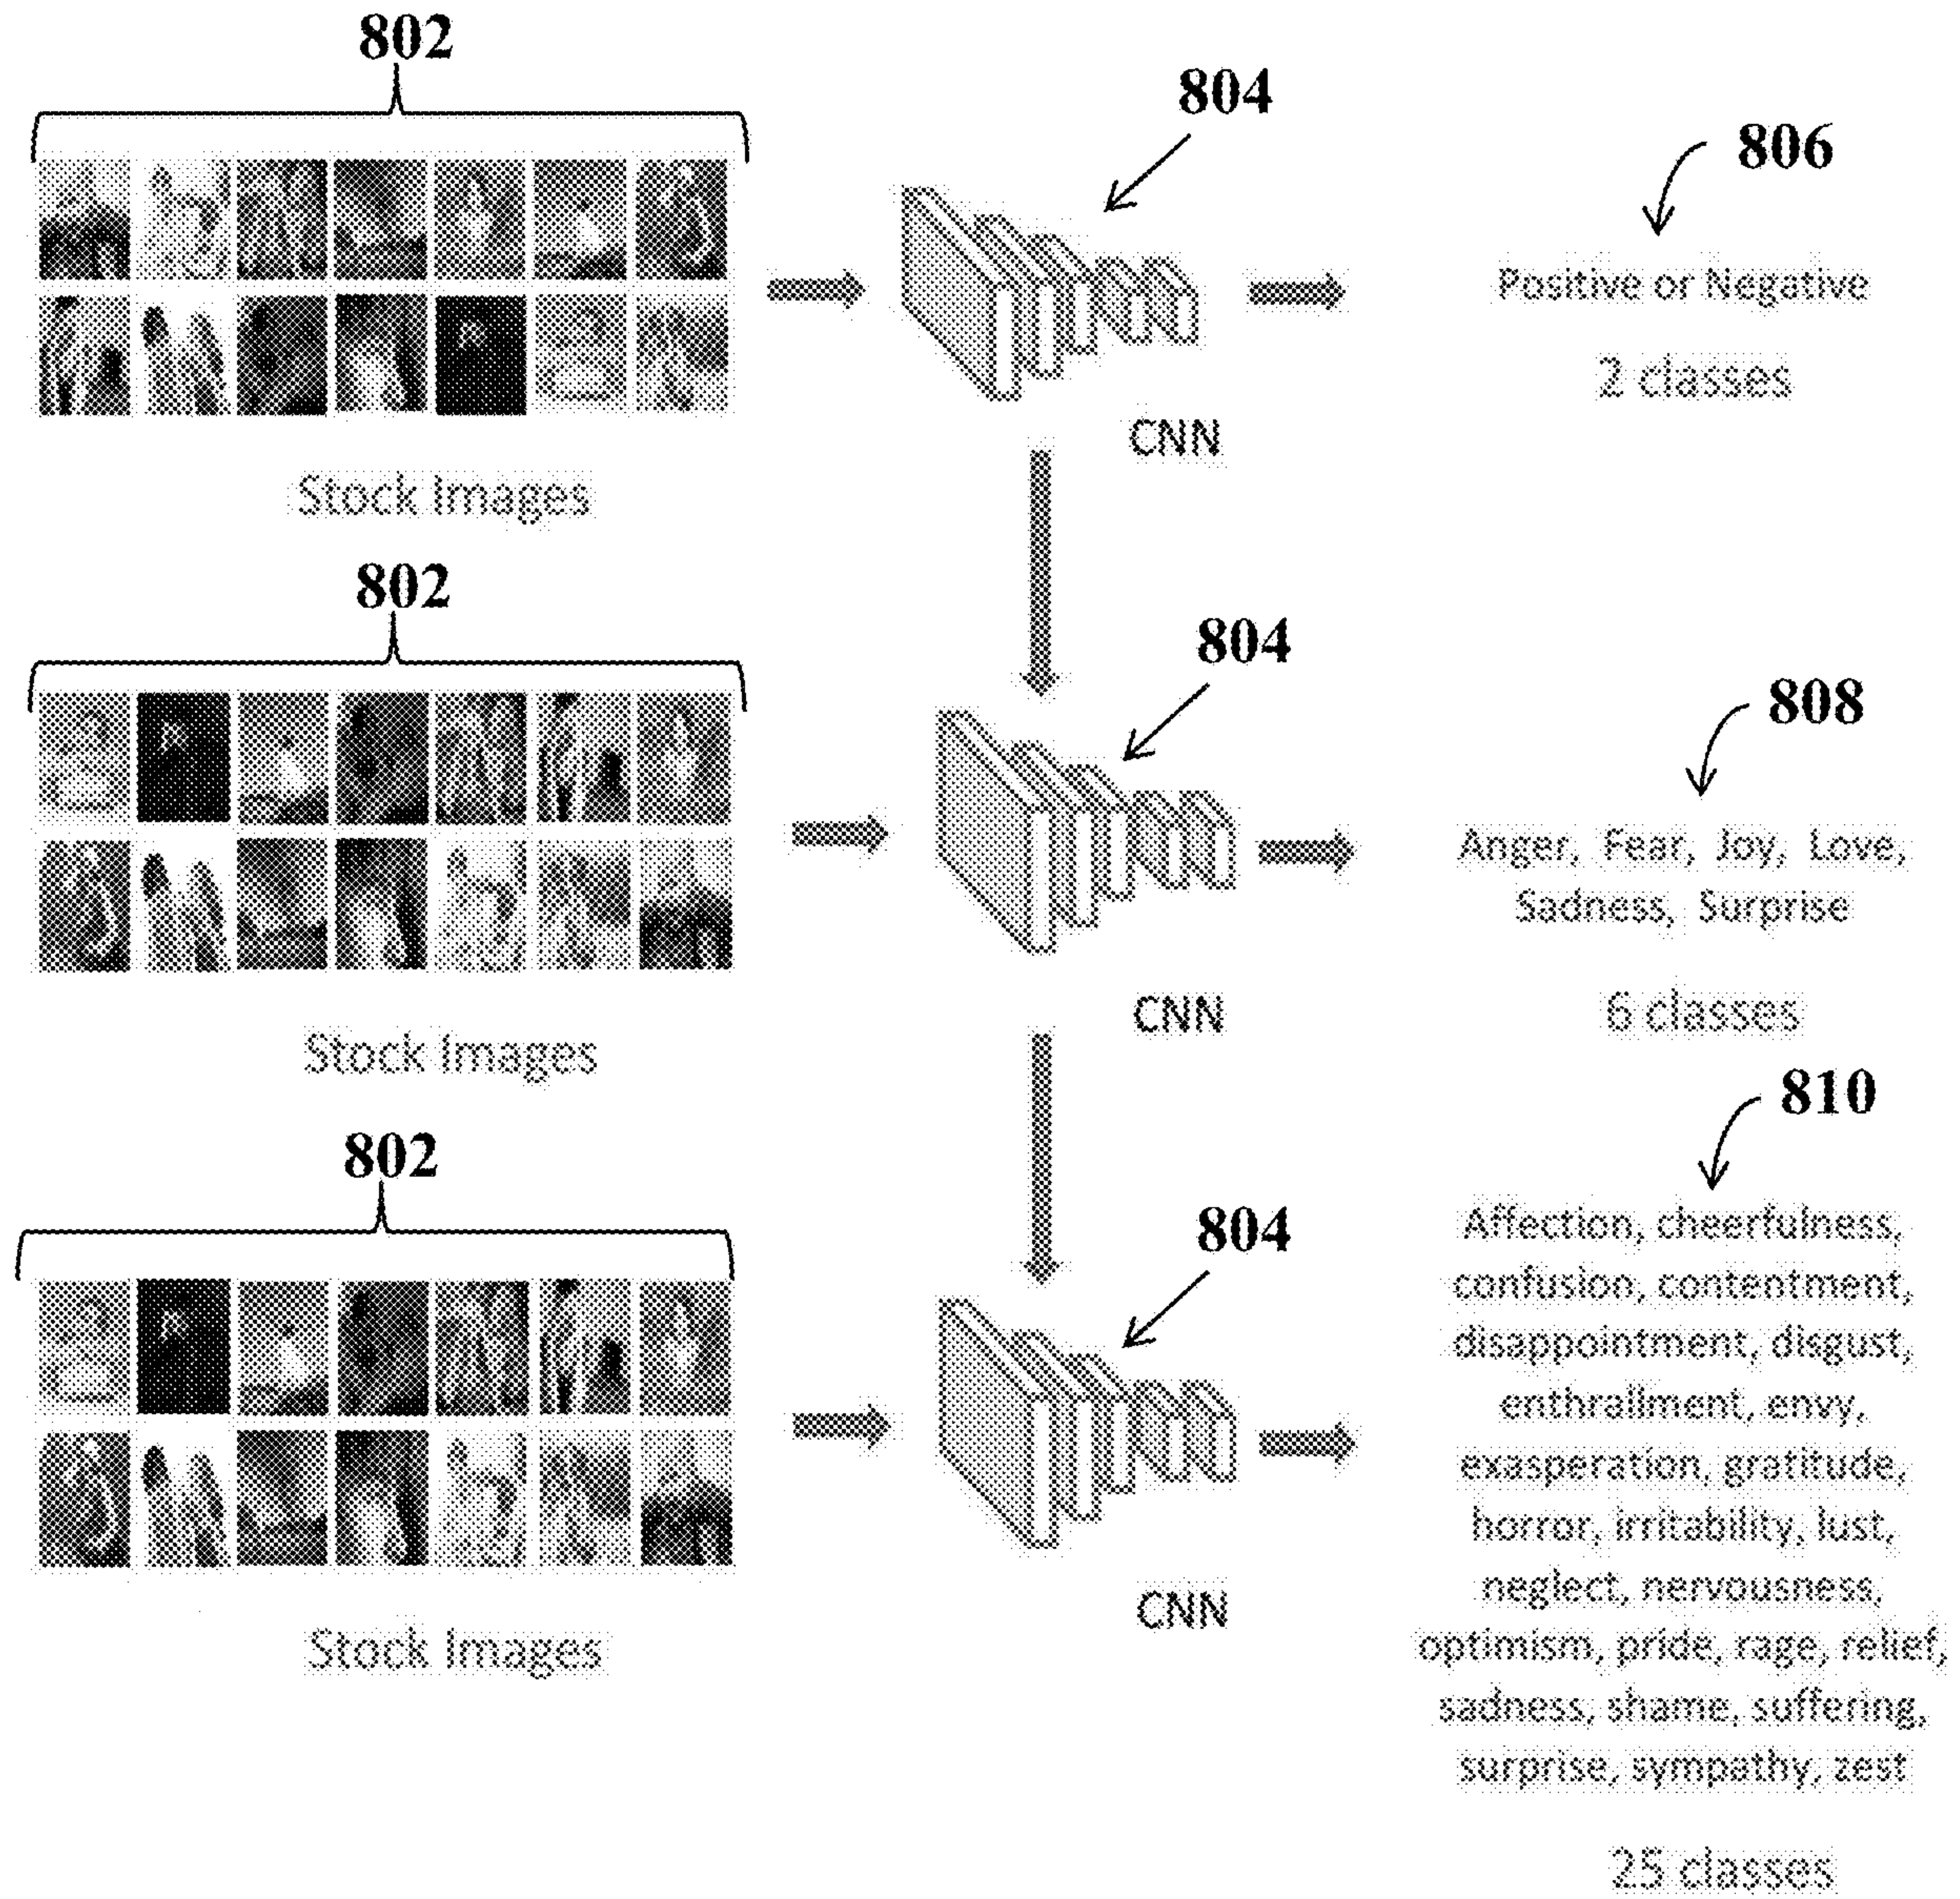 802
804
806
Positive or Negative
2 classes
CNN
Stock Images
802
804
808
Anger, Fear, Joy, Love,
Sadness, Surprise
6 classes
CNN
Stock Images
802
804
810
Affection, cheerfulness,
confusion, contentment,
disappointment, disgust,
enthrallment, envy,
exasperation, gratitude,
horror, irritability, lust,
neglect, nervousness,
optimism, pride, rage, relief,
sadness, shame, suffering,
surprise, sympathy, zest
25 classes
CNN
Stock Images